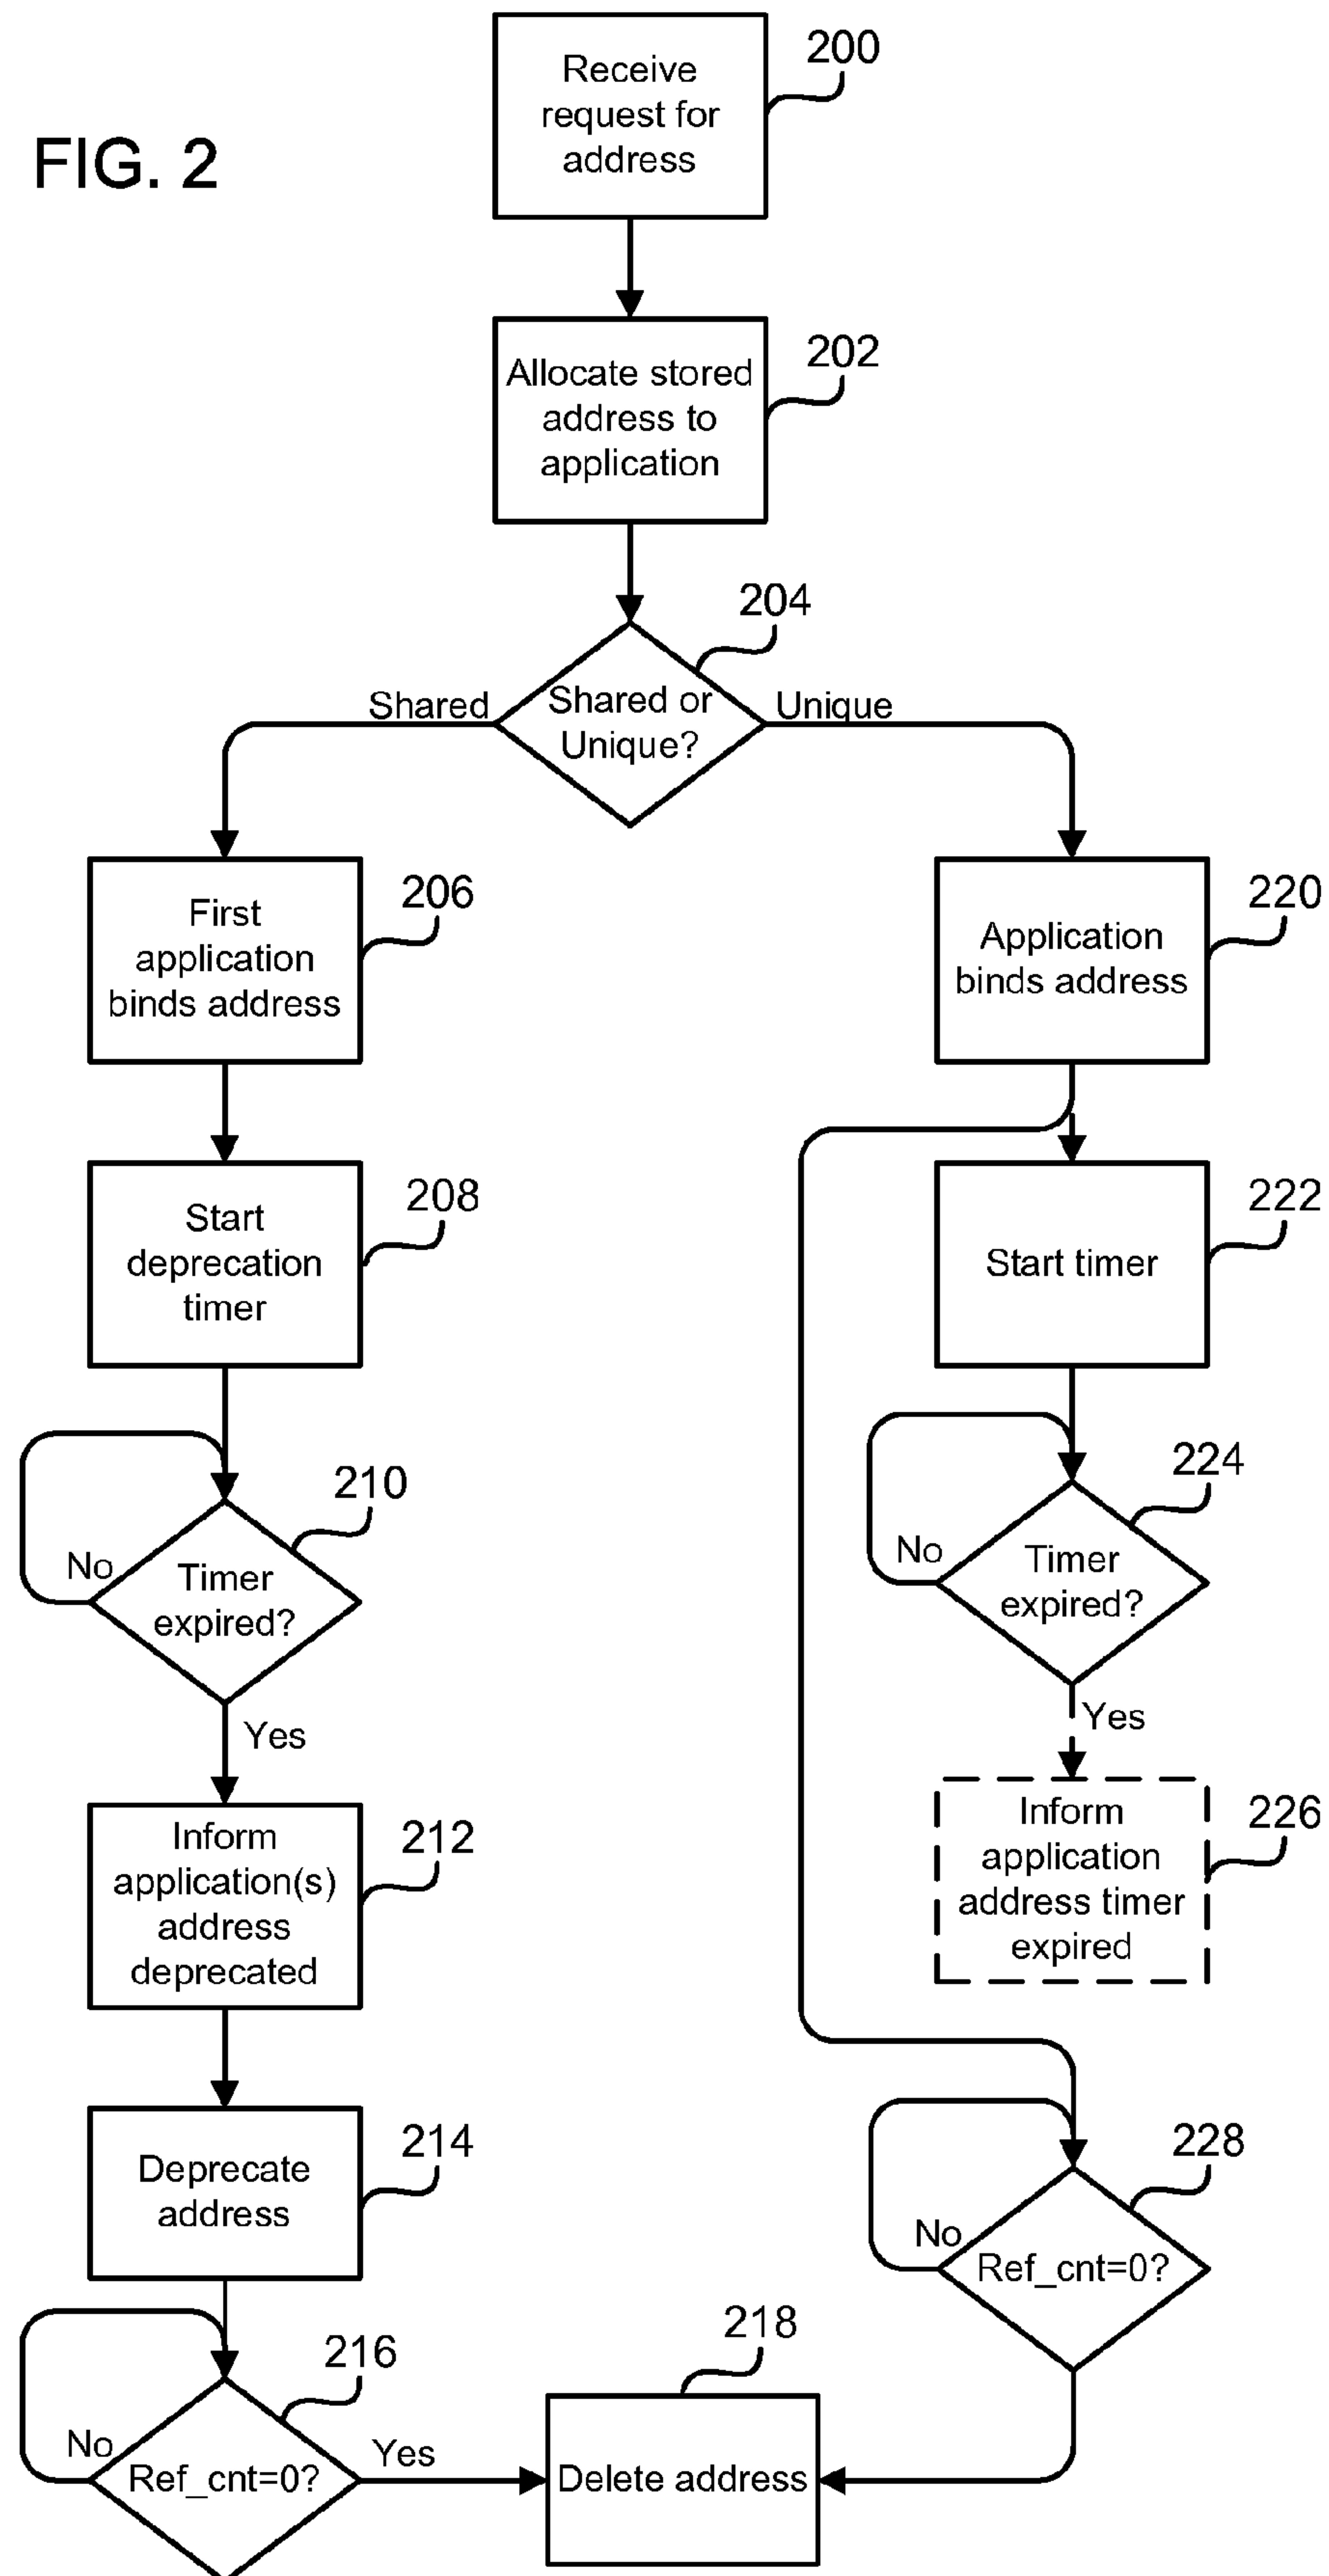 FIG. 2
Receive
request for
address
200
Allocate stored
address to
application
202
204
Shared or
Unique?
Shared
Unique
First
application
binds address
206
Start
deprecation
timer
208
210
Timer
expired?
No
Yes
Inform
application(s)
address
deprecated
212
Deprecate
address
214
216
Ref_cnt=0?
No
Yes
218
Delete address
Application
binds address
220
Start timer
222
224
Timer
expired?
No
Yes
Inform
application
address timer
expired
226
228
Ref_cnt=0?
No